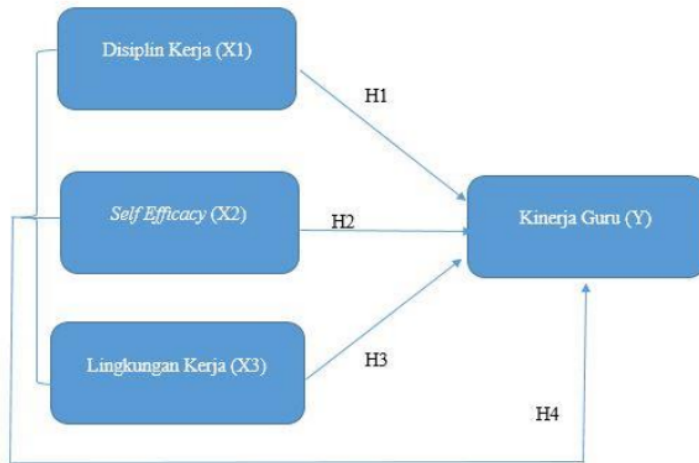 Disiplin Kerja (X1)
H1
Self Efficacy (X2)
H2
Kinerja Guru (Y)
Lingkungan Kerja (X3)
H3
H4